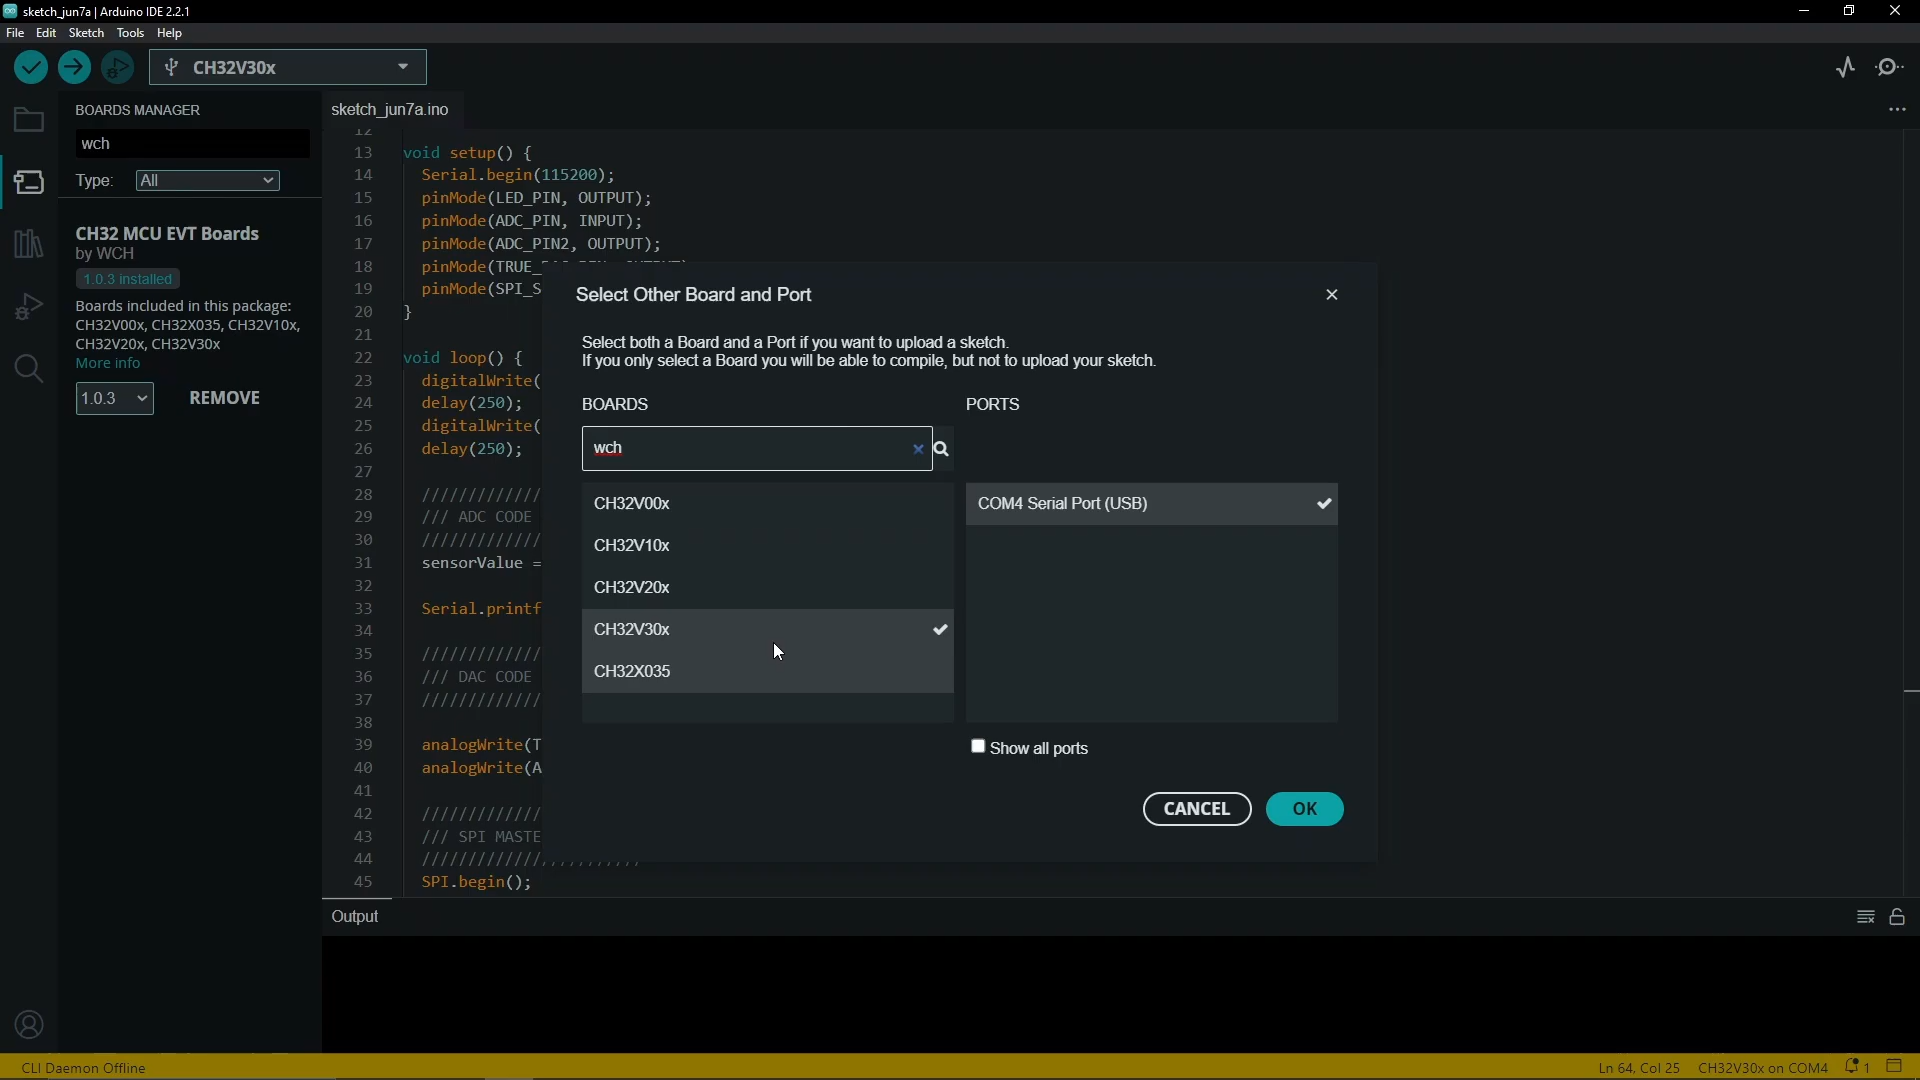 sketch_jun7a | Arduino IDE 2.2.1
File Edit Sketch Tools Help
CH32V30x
BOARDS MANAGER
wch
Type: All
CH32 MCU EVT Boards
by WCH
1.0.3 installed
Boards included in this package:
CH32V00x, CH32X035, CH32V10x,
CH32V20x, CH32V30x
More info
1.0.3 REMOVE
sketch_jun7a.ino
12
13 void setup() {
14 Serial.begin(115200);
15 pinMode(LED_PIN, OUTPUT);
16 pinMode(ADC_PIN, INPUT);
17 pinMode(ADC_PIN2, OUTPUT);
18 pinMode(TRUE_
19 pinMode(SPI_S
20 }
21
22 void loop() {
23 digitalWrite(
24 delay(250);
25 digitalWrite(
26 delay(250);
27
28 /////////////
29 /// ADC CODE
30 /////////////
31 sensorValue =
32
33 Serial.printf
34
35 /////////////
36 /// DAC CODE
37 /////////////
38
39 analogWrite(T
40 analogWrite(A
41
42 /////////////
43 /// SPI MASTE
44 ////////////////////////
45 SPI.begin();
Select Other Board and Port
Select both a Board and a Port if you want to upload a sketch.
If you only select a Board you will be able to compile, but not to upload your sketch.
BOARDS
wch
CH32V00x
CH32V10x
CH32V20x
CH32V30x
CH32X035
PORTS
COM4 Serial Port (USB)
Show all ports
CANCEL OK
Output
CLI Daemon Offline
Ln 64, Col 25 CH32V30x on COM4 1